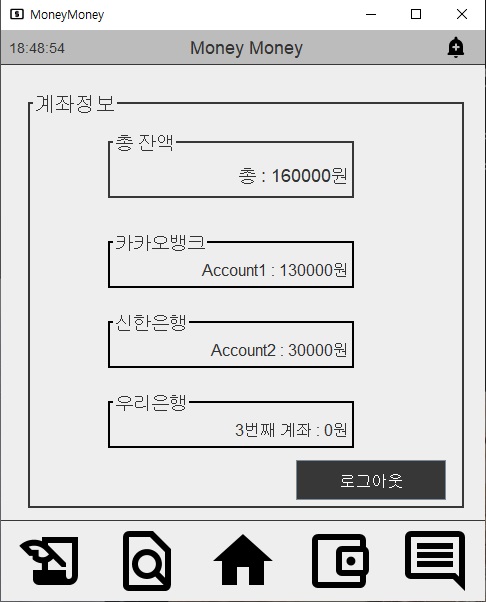 MoneyMoney
18:48:54
Money Money
계좌정보
총 잔액
총 : 160000원
카카오뱅크
Account1 : 130000원
신한은행
Account2 : 30000원
우리은행
3번째 계좌 : 0원
로그아웃